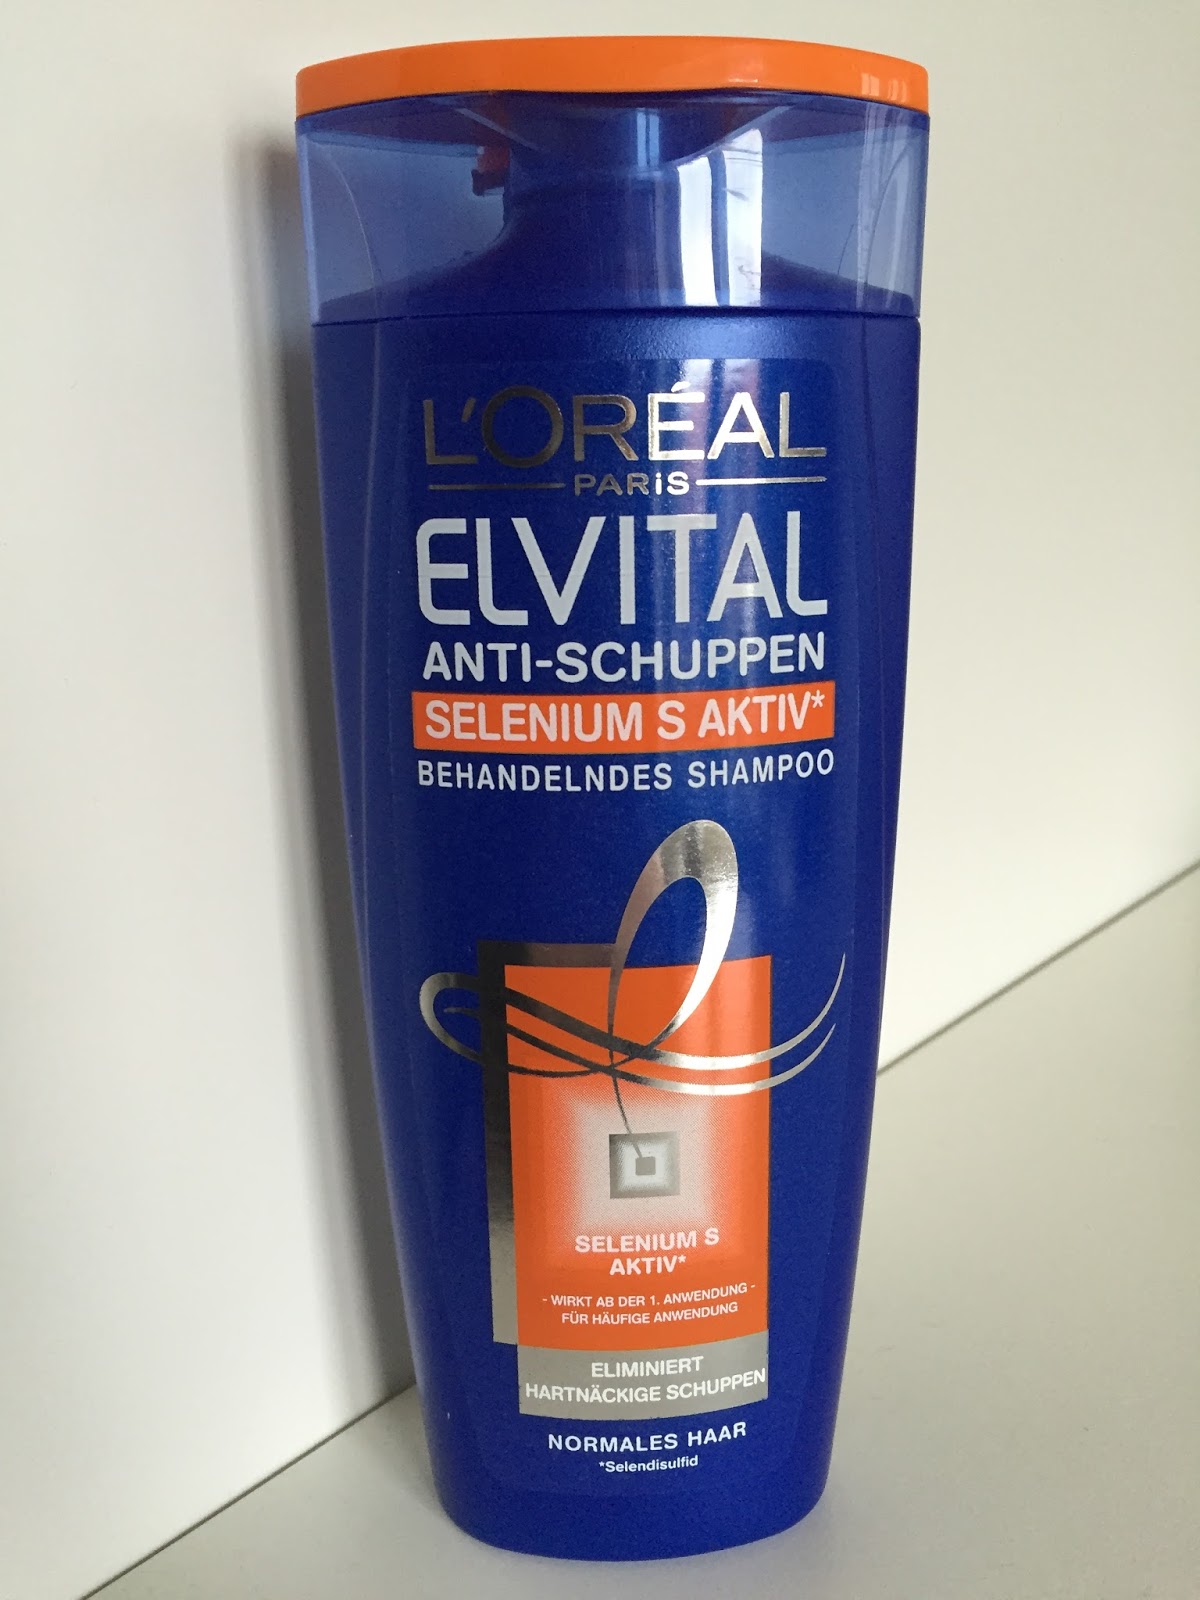 L'ORÉAL
PARiS
ELVITAL
ANTI-SCHUPPEN
SELENIUM S AKTIV*
BEHANDELNDES SHAMPOO
SELENIUM S
AKTIV*
- WIRKT AB DER 1. ANWENDUNG -
FÜR HÄUFIGE ANWENDUNG
ELIMINIERT
HARTNÄCKIGE SCHUPPEN
NORMALES HAAR
*Selendisulfid